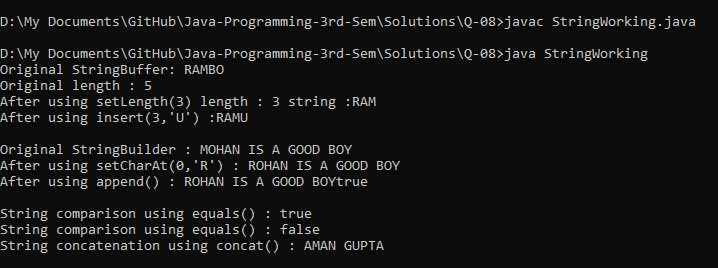 D:\My Documents\GitHub\Java-Programming-3rd-Sem\Solutions\Q-08>javac StringWorking.java
D:\My Documents\GitHub\Java-Programming-3rd-Sem\Solutions\Q-08>java StringWorking
Original StringBuffer: RAMBO
Original length : 5
After using setLength(3) length : 3 string :RAM
After using insert(3,'U') :RAMU
Original StringBuilder : MOHAN IS A GOOD BOY
After using setCharAt(0,'R') : ROHAN IS A GOOD BOY
After using append() : ROHAN IS A GOOD BOYtrue
String comparison using equals() : true
String comparison using equals() : false
String concatenation using concat() : AMAN GUPTA